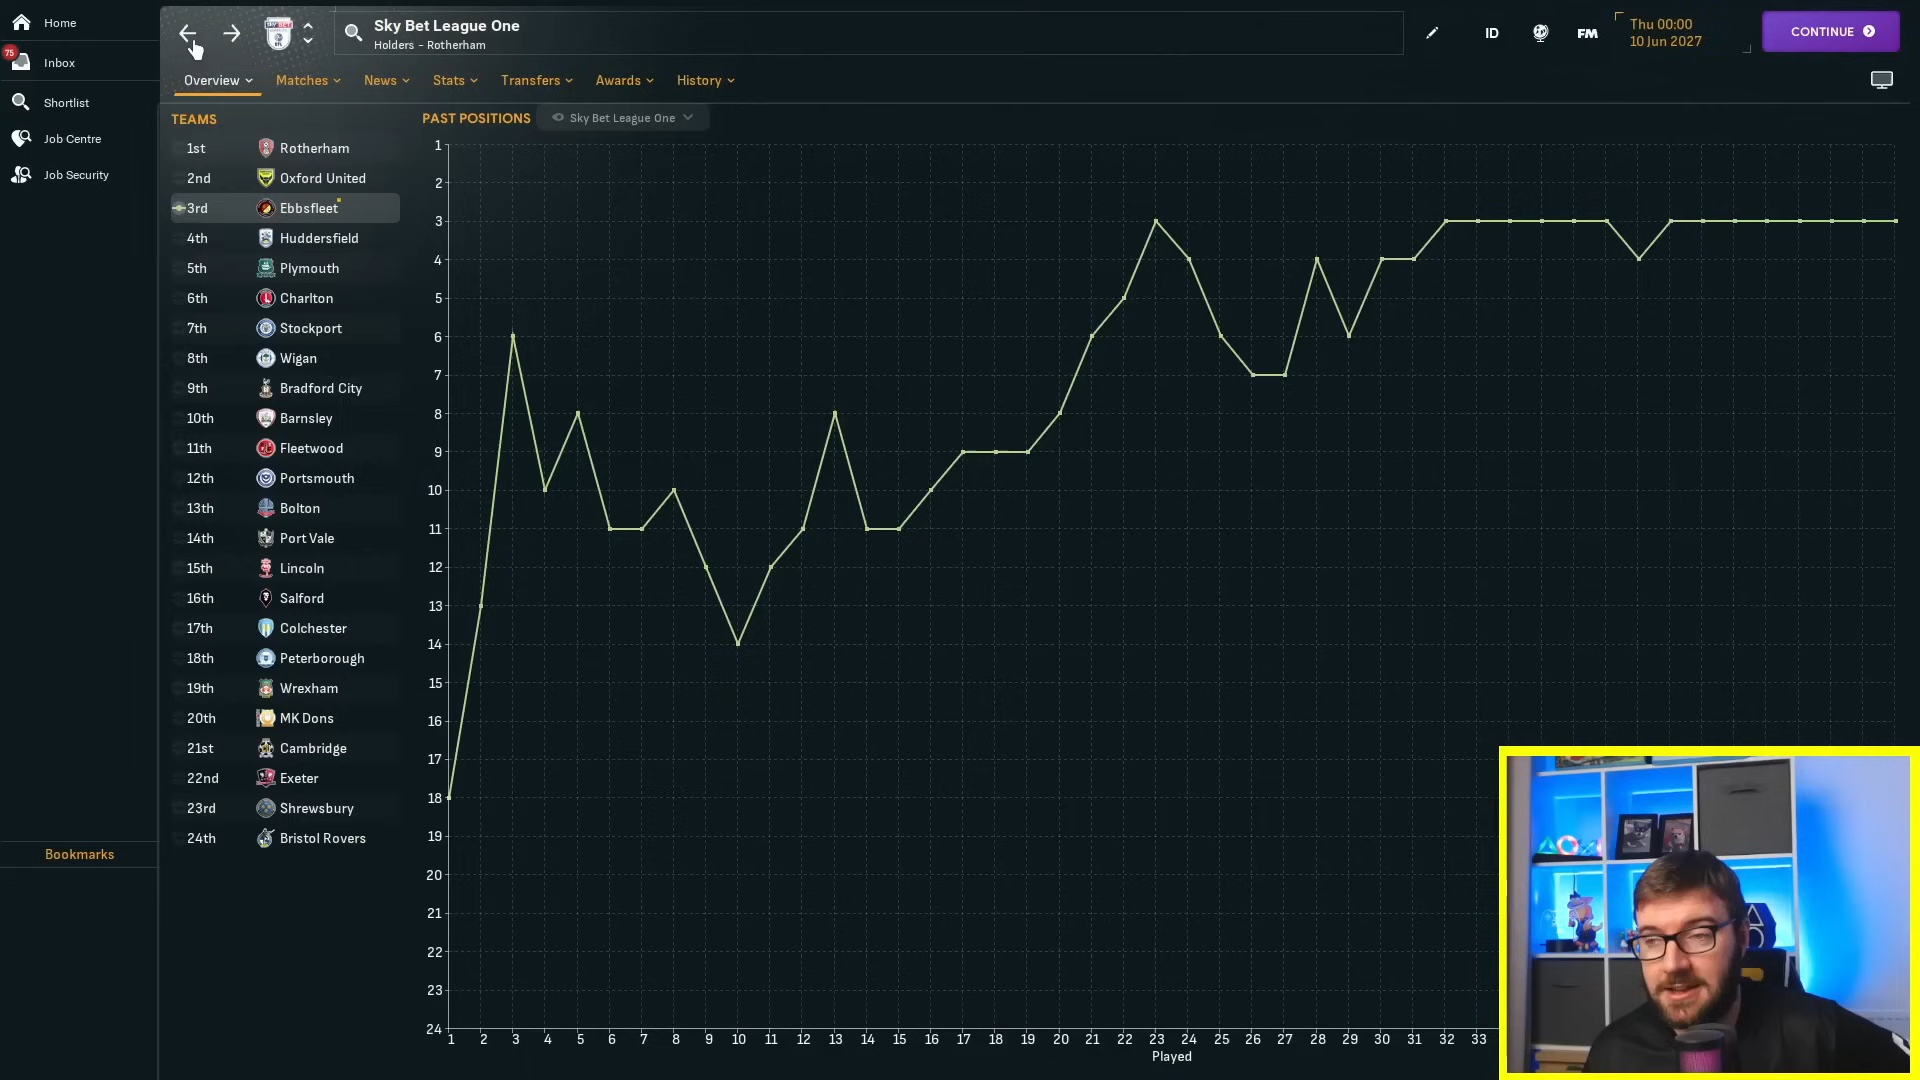 Home
75
Inbox
Shortlist
Job Centre
Job Security
Bookmarks
Sky Bet League One
Holders - Rotherham
ID
FM
Thu 00:00
10 Jun 2027
CONTINUE
Overview
Matches
News
Stats
Transfers
Awards
History
TEAMS
1st Rotherham
2nd Oxford United
3rd Ebbsfleet
4th Huddersfield
5th Plymouth
6th Charlton
7th Stockport
8th Wigan
9th Bradford City
10th Barnsley
11th Fleetwood
12th Portsmouth
13th Bolton
14th Port Vale
15th Lincoln
16th Salford
17th Colchester
18th Peterborough
19th Wrexham
20th MK Dons
21st Cambridge
22nd Exeter
23rd Shrewsbury
24th Bristol Rovers
PAST POSITIONS
Sky Bet League One
1
2
3
4
5
6
7
8
9
10
11
12
13
14
15
16
17
18
19
20
21
22
23
24
1 2 3 4 5 6 7 8 9 10 11 12 13 14 15 16 17 18 19 20 21 22 23 24 25 26 27 28 29 30 31 32 33
Played